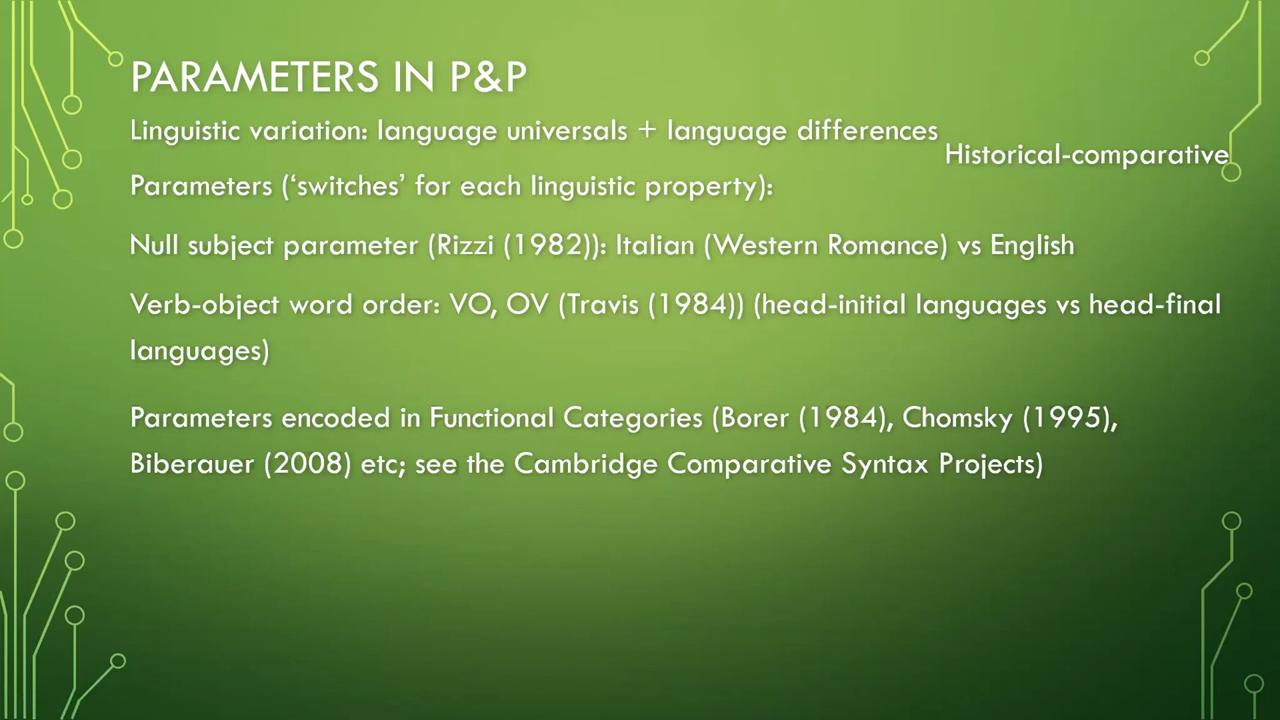 PARAMETERS IN P&P
Linguistic variation: language universals + language differences
Historical-comparative
Parameters (‘switches’ for each linguistic property):
Null subject parameter (Rizzi (1982)): Italian (Western Romance) vs English
Verb-object word order: VO, OV (Travis (1984)) (head-initial languages vs head-final
languages)
Parameters encoded in Functional Categories (Borer (1984), Chomsky (1995),
Biberauer (2008) etc; see the Cambridge Comparative Syntax Projects)